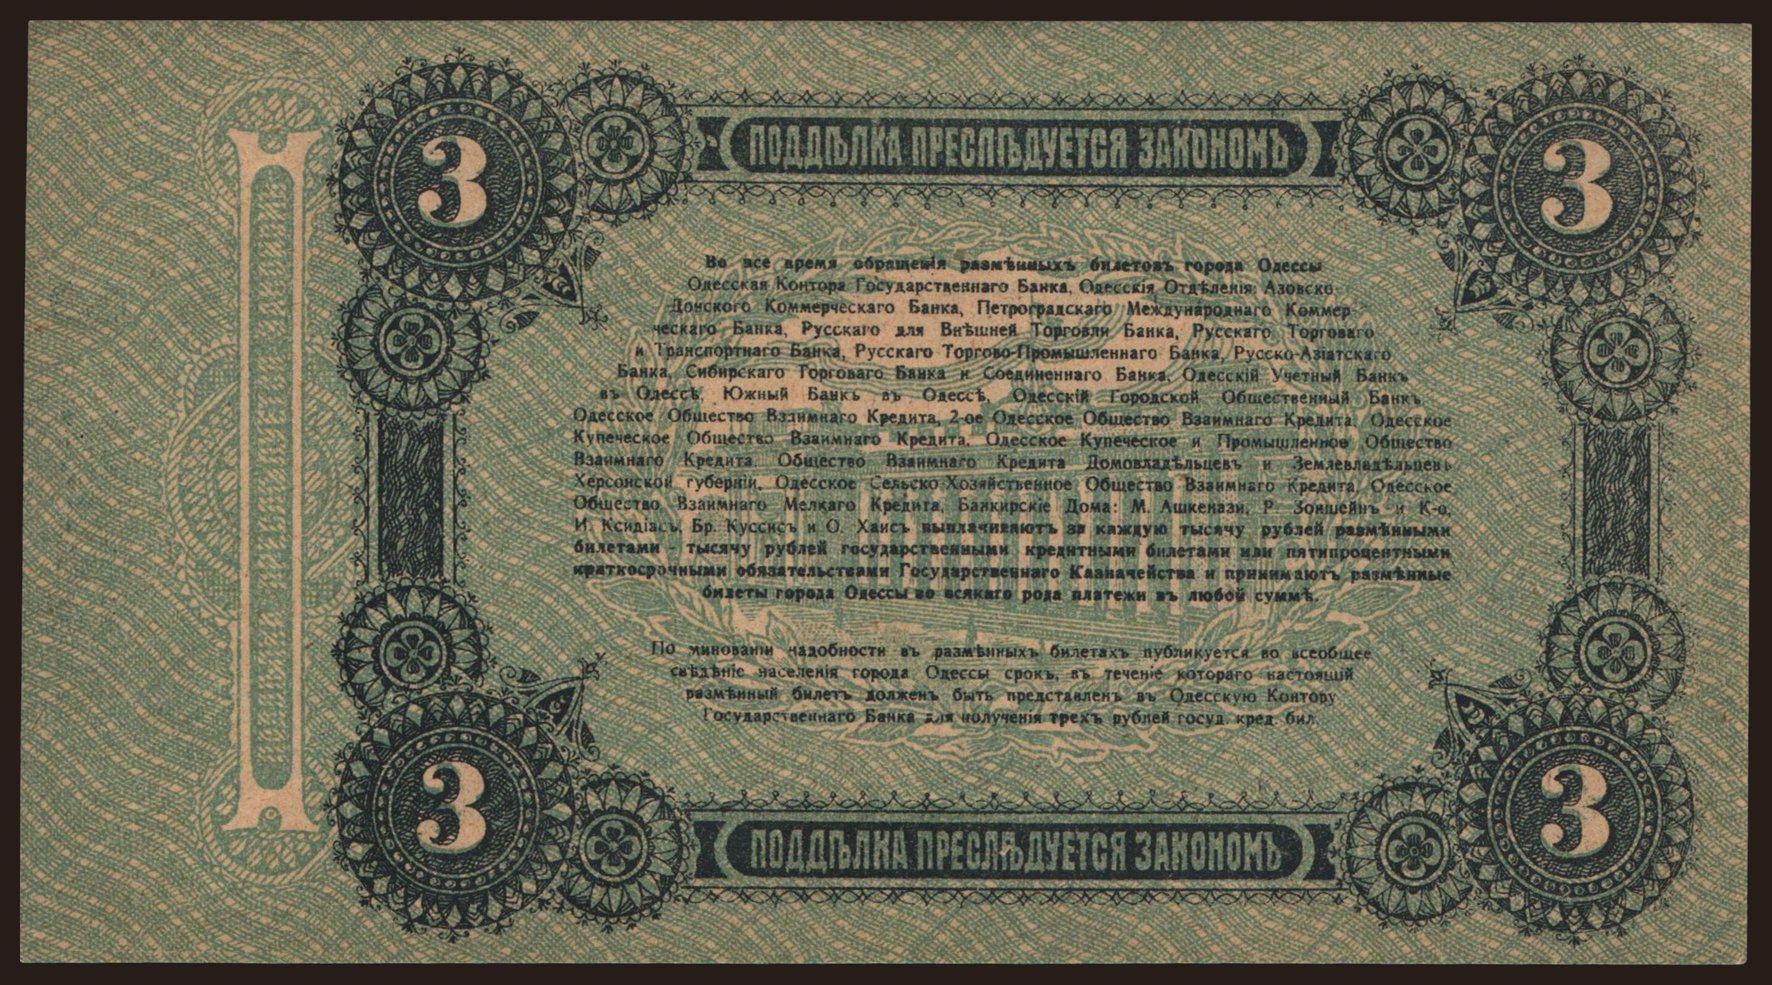 3 ПОДДѢЛКА ПРЕСЛѢДУЕТСЯ ЗАКОНОМЪ 3
Во все время обращенія размѣнныхъ билетовъ города Одессы
Одесская Контора Государственнаго Банка, Одесскія Отдѣленія: Азовско-
Донского Коммерческаго Банка, Петроградскаго Международнаго Коммер-
ческаго Банка, Русскаго для Внѣшней Торговли Банка, Русскаго Торговаго
и Транспортнаго Банка, Русскаго Торгово-Промышленнаго Банка, Русско-Азіатскаго
Банка, Сибирскаго Торговаго Банка и Соединеннаго Банка, Одесскій Учетный Банкъ
въ Одессѣ, Южный Банкъ въ Одессѣ, Одесскій Городской Общественный Банкъ
Одесское Общество Взаимнаго Кредита, 2-ое Одесское Общество Взаимнаго Кредита, Одесское
Купеческое Общество Взаимнаго Кредита, Одесское Купеческое и Промышленное Общество
Взаимнаго Кредита, Общество Взаимнаго Кредита Домовладѣльцевъ и Землевладѣльцевъ
Херсонской губерніи, Одесское Сельско-Хозяйственное Общество Взаимнаго Кредита, Одесское
Общество Взаимнаго Мелкаго Кредита, Банкирскіе Дома: М. Ашкенази, Р. Зонштейнъ и К-о,
И. Ксидіасъ, Бр. Куссисъ и О. Хаисъ выплачиваютъ за каждую тысячу рублей размѣнными
билетами - тысячу рублей государственными кредитными билетами или пятипроцентными
краткосрочными обязательствами Государственнаго Казначейства и принимаютъ размѣнные
билеты города Одессы во всякаго рода платежи въ любой суммѣ.
По миновани надобности въ размѣнныхъ билетахъ публикуется во всеобщее
свѣдѣніе населенія города Одессы срокъ, въ теченіе котораго настоящій
размѣнный билетъ долженъ быть представленъ въ Одесскую Контору
Государственнаго Банка для полученія трехъ рублей госуд. кред. бил.
3 ПОДДѢЛКА ПРЕСЛѢДУЕТСЯ ЗАКОНОМЪ 3